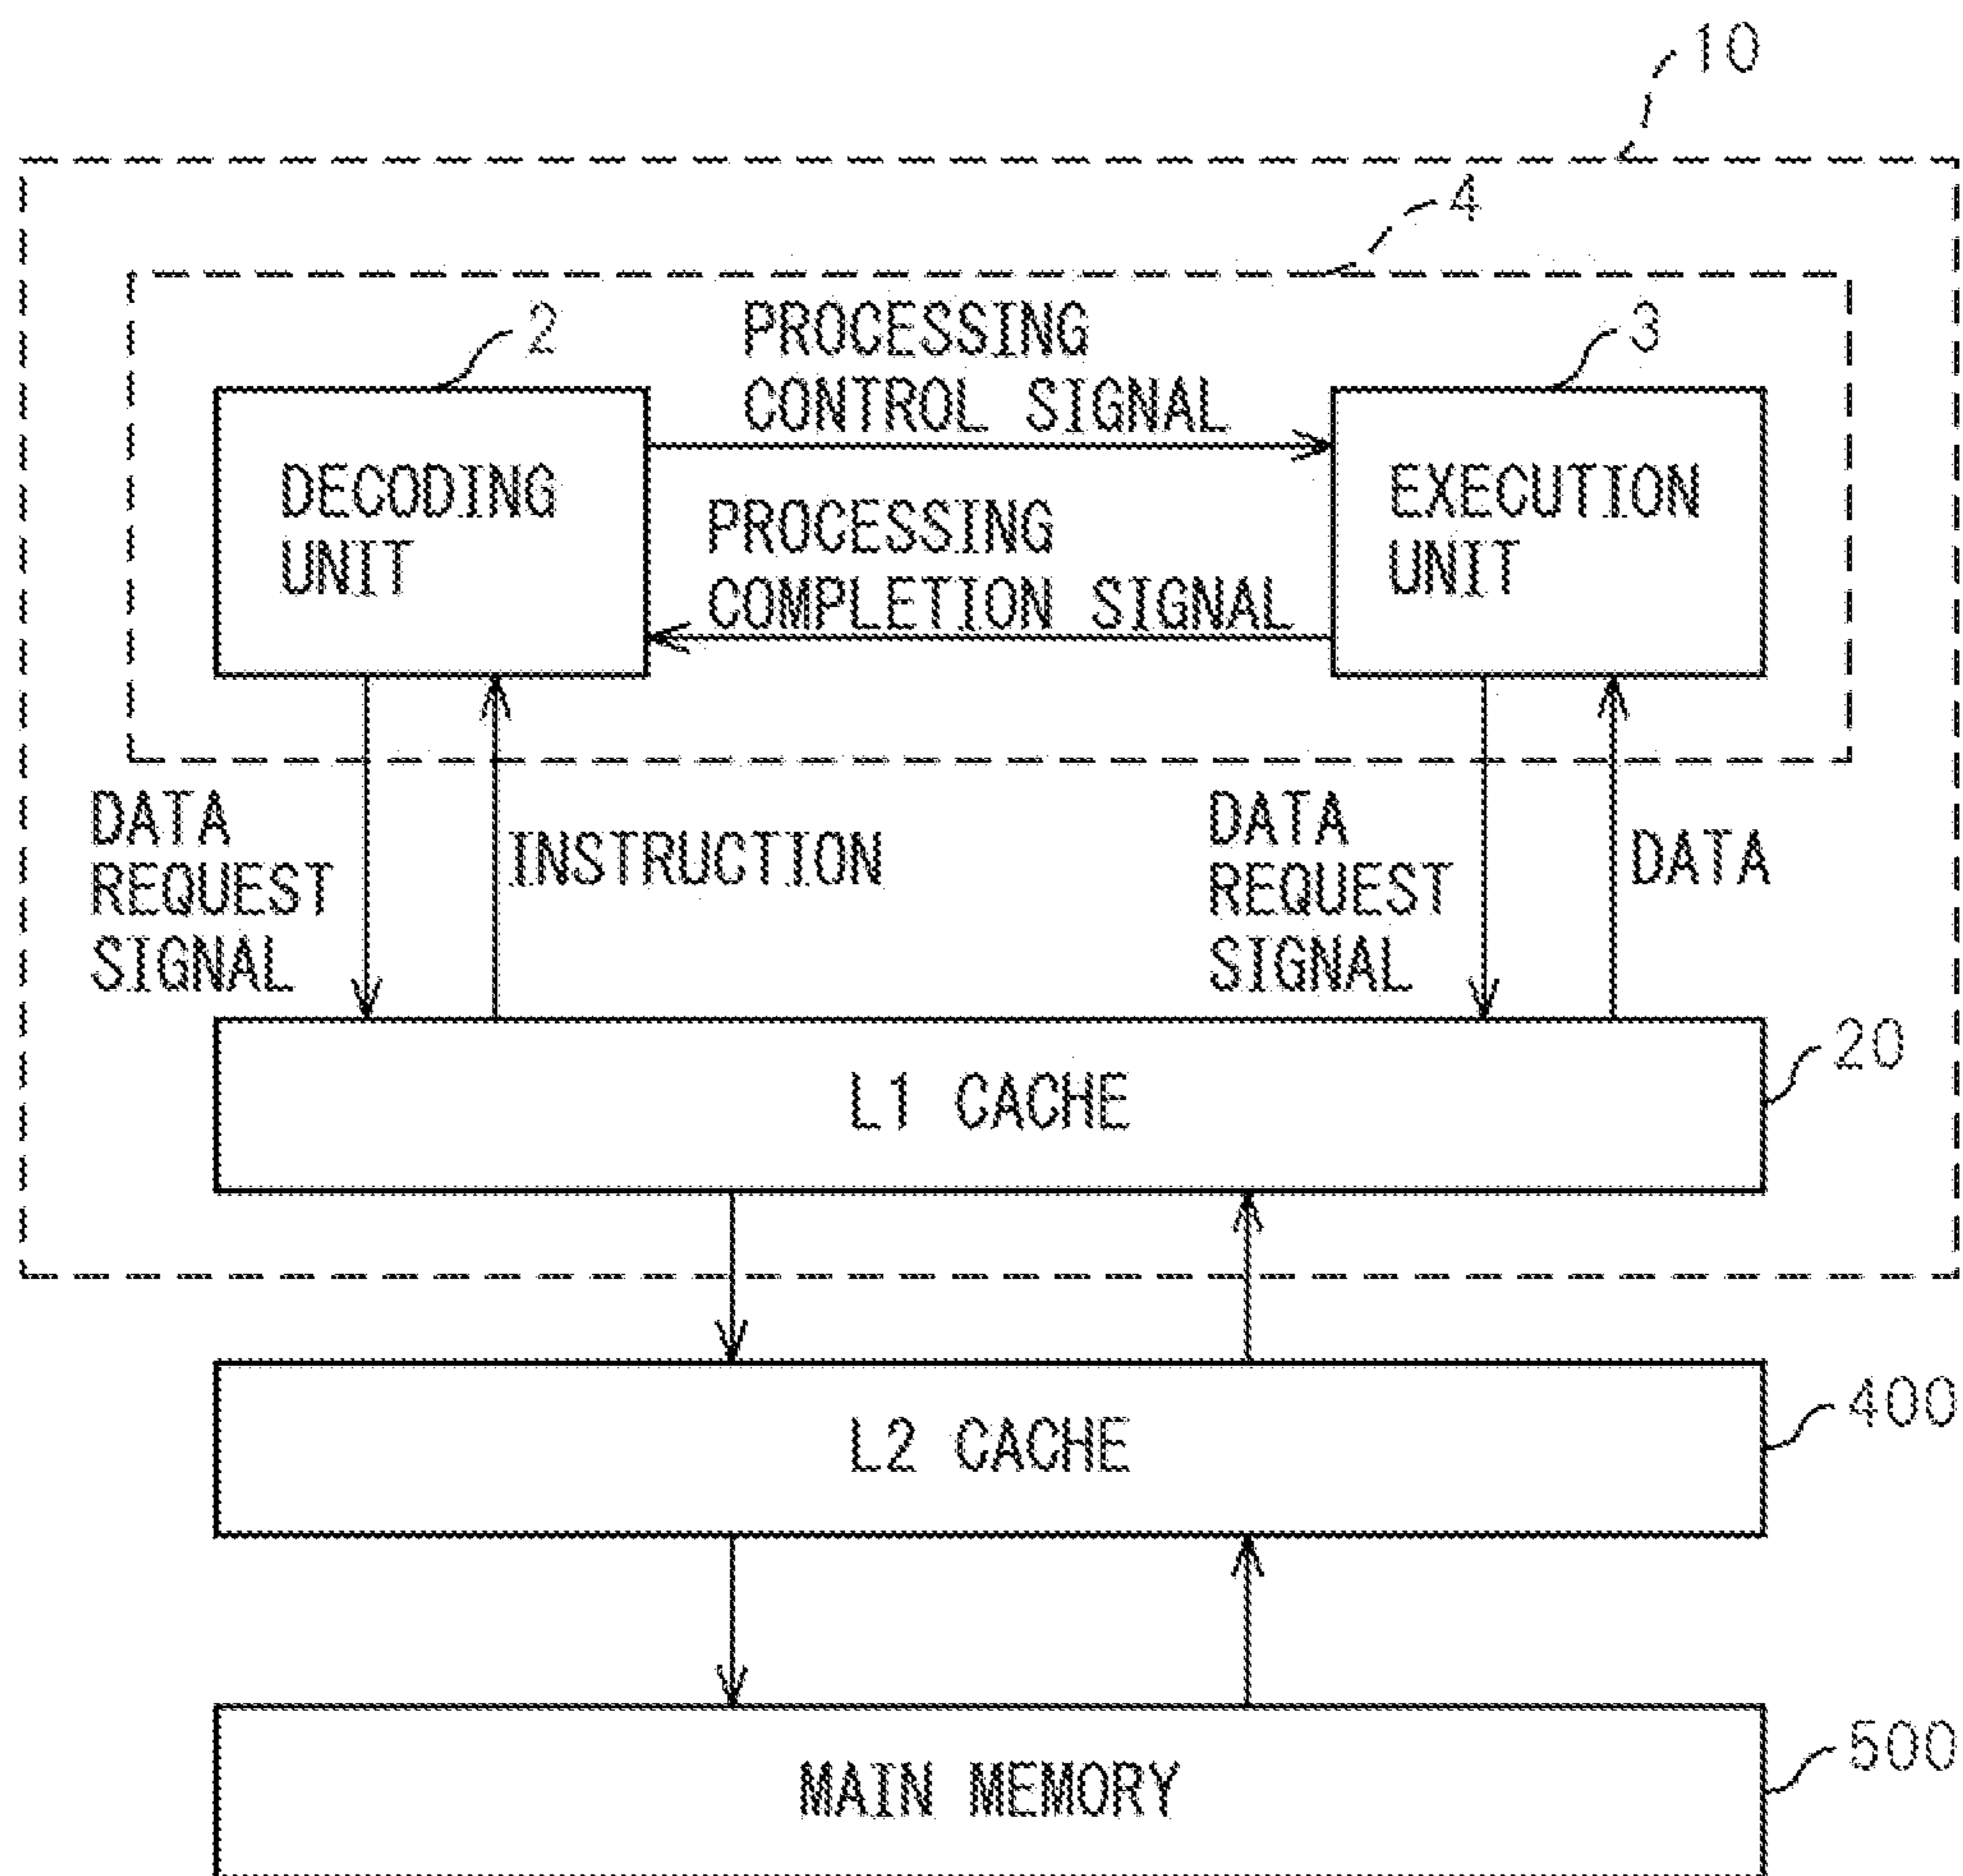 10
4
2
PROCESSING
CONTROL SIGNAL
3
DECODING
UNIT
PROCESSING
COMPLETION SIGNAL
EXECUTION
UNIT
DATA
REQUEST
SIGNAL
INSTRUCTION
DATA
REQUEST
SIGNAL
DATA
L1 CACHE
20
L2 CACHE
400
MAIN MEMORY
500